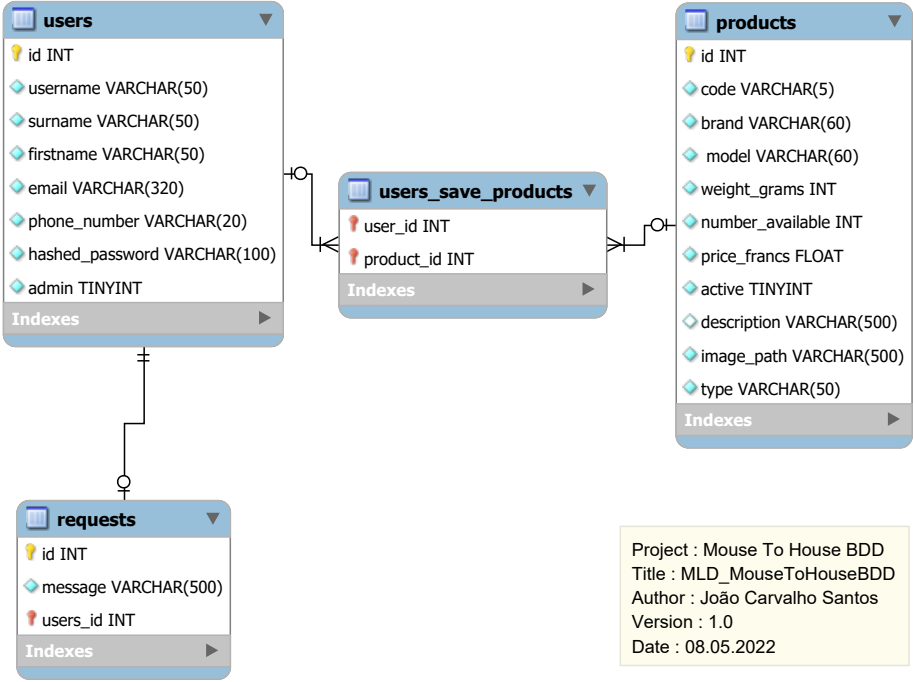 users
id INT
username VARCHAR(50)
surname VARCHAR(50)
firstname VARCHAR(50)
email VARCHAR(320)
phone_number VARCHAR(20)
hashed_password VARCHAR(100)
admin TINYINT
Indexes
users_save_products
user_id INT
product_id INT
Indexes
products
id INT
code VARCHAR(5)
brand VARCHAR(60)
model VARCHAR(60)
weight_grams INT
number_available INT
price_francs FLOAT
active TINYINT
description VARCHAR(500)
image_path VARCHAR(500)
type VARCHAR(50)
Indexes
requests
id INT
message VARCHAR(500)
users_id INT
Indexes
Project : Mouse To House BDD
Title : MLD_MouseToHouseBDD
Author : João Carvalho Santos
Version : 1.0
Date : 08.05.2022